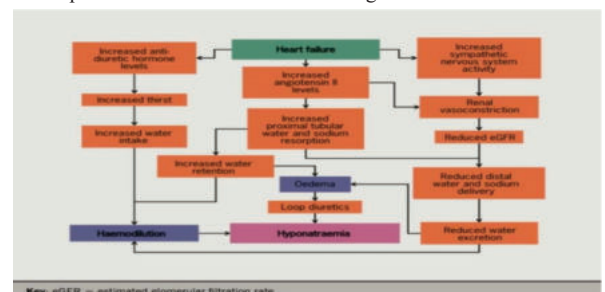 Heart failure
Increased anti-
diuretic hormone
levels
Increased
sympathetic
nervous system
activity
Increased
angiotensin II
levels
Increased thirst
Renal
vasoconstriction
Increased
proximal tubular
water and sodium
resorption
Increased water
intake
Reduced eGFR
Increased water
retention
Oedema
Reduced distal
water and sodium
delivery
Loop diuretics
Haemodilution
Hyponatraemia
Reduced water
excretion
Key: eGFR = estimated glomerular filtration rate